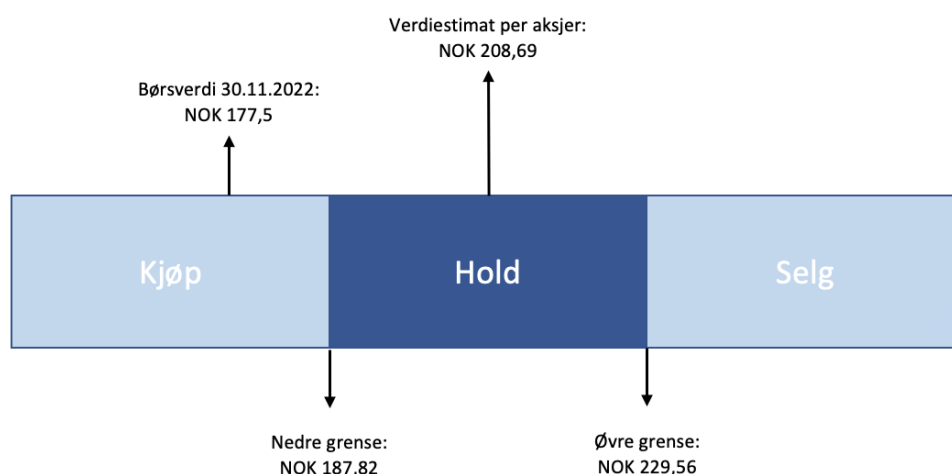 Verdiestimat per aksjer:
NOK 208,69
Børsverdi 30.11.2022:
NOK 177,5
Kjøp
Hold
Selg
Nedre grense:
NOK 187,82
Øvre grense:
NOK 229,56